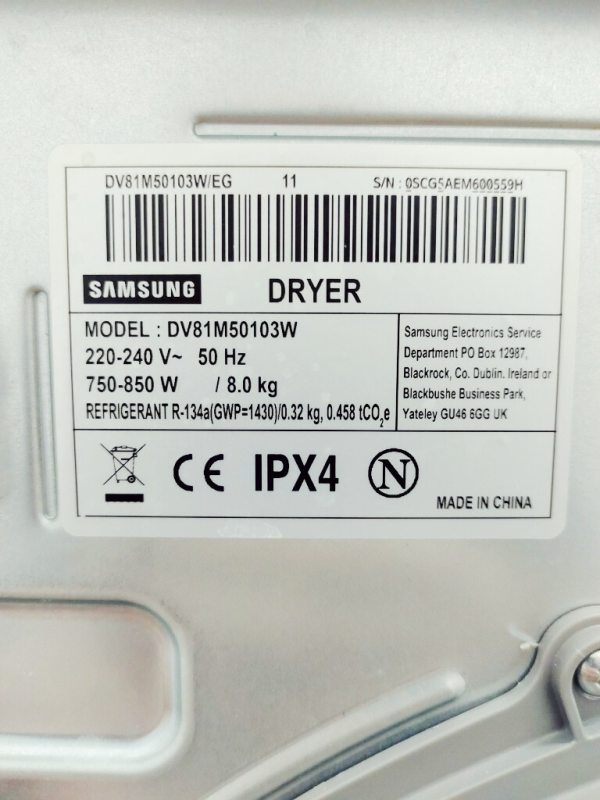 DV81M50103W/EG 11 S/N : 0SCG5AEM600559H
SAMSUNG DRYER
MODEL : DV81M50103W
220-240 V~ 50 Hz
750-850 W / 8.0 kg
REFRIGERANT R-134a(GWP=1430)/0.32 kg, 0.458 tCO₂e
Samsung Electronics Service
Department PO Box 12987,
Blackrock, Co. Dublin. Ireland or
Blackbushe Business Park,
Yateley GU46 6GG UK
CE IPX4 N
MADE IN CHINA